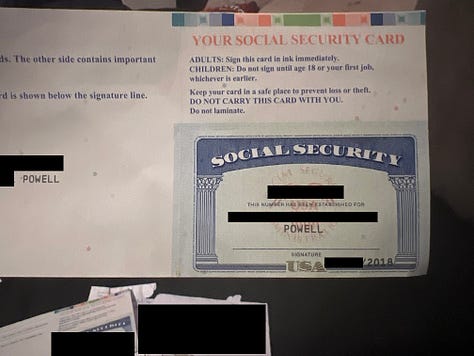 YOUR SOCIAL SECURITY CARD
ds. The other side contains important
ADULTS: Sign this card in ink immediately.
CHILDREN: Do not sign until age 18 or your first job,
whichever is earlier.
rd is shown below the signature line.
Keep your card in a safe place to prevent loss or theft.
DO NOT CARRY THIS CARD WITH YOU.
Do not laminate.
POWELL
SOCIAL SECURITY
THIS NUMBER HAS BEEN ESTABLISHED FOR
POWELL
SIGNATURE
USA
/2018